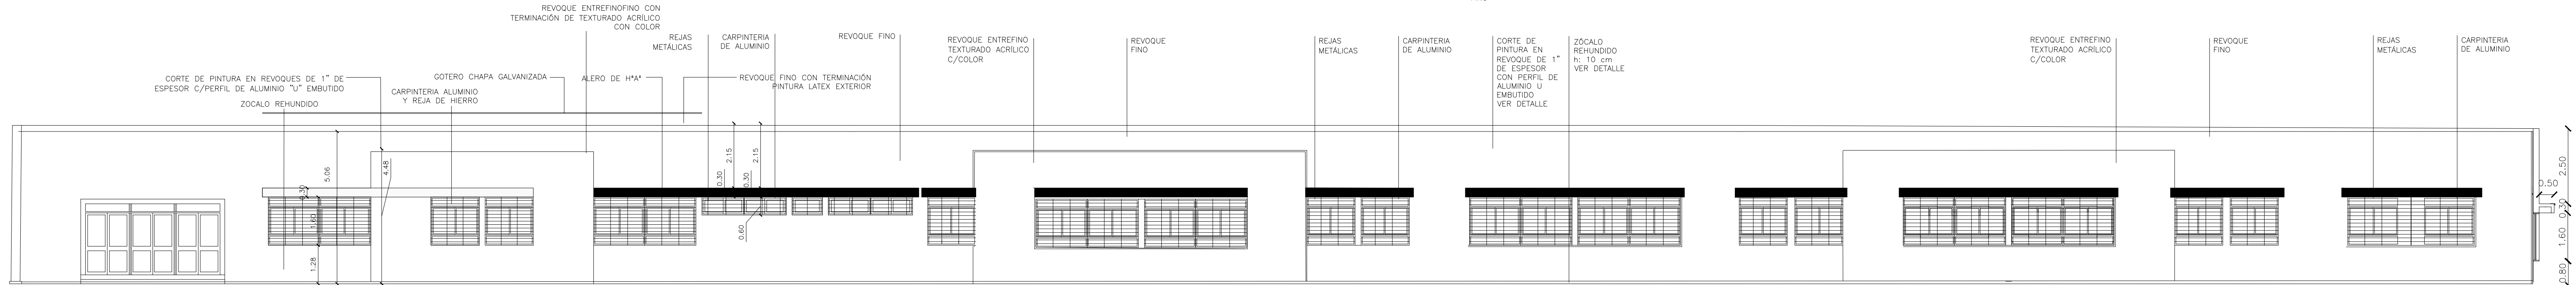 REVOQUE ENTREFINOFINO CON
TERMINACIÓN DE TEXTURADO ACRÍLICO
CON COLOR
REJAS
METÁLICAS
CARPINTERIA
DE ALUMINIO
REVOQUE FINO
REVOQUE ENTREFINO
TEXTURADO ACRÍLICO
C/COLOR
REVOQUE
FINO
REJAS
METÁLICAS
CARPINTERIA
DE ALUMINIO
CORTE DE
PINTURA EN
REVOQUE DE 1"
DE ESPESOR
CON PERFIL DE
ALUMINIO U
EMBUTIDO
VER DETALLE
ZÓCALO
REHUNDIDO
h: 10 cm
VER DETALLE
REVOQUE ENTREFINO
TEXTURADO ACRÍLICO
C/COLOR
REVOQUE
FINO
REJAS
METÁLICAS
CARPINTERIA
DE ALUMINIO
CORTE DE PINTURA EN REVOQUES DE 1" DE
ESPESOR C/PERFIL DE ALUMINIO "U" EMBUTIDO
ZOCALO REHUNDIDO
GOTERO CHAPA GALVANIZADA
CARPINTERIA ALUMINIO
Y REJA DE HIERRO
ALERO DE H°A°
REVOQUE FINO CON TERMINACIÓN
PINTURA LATEX EXTERIOR
0.30
1.60
1.28
5.06
4.48
2.15
0.30
2.15
0.30
0.60
2.50
0.50
0.30
1.60
0.80